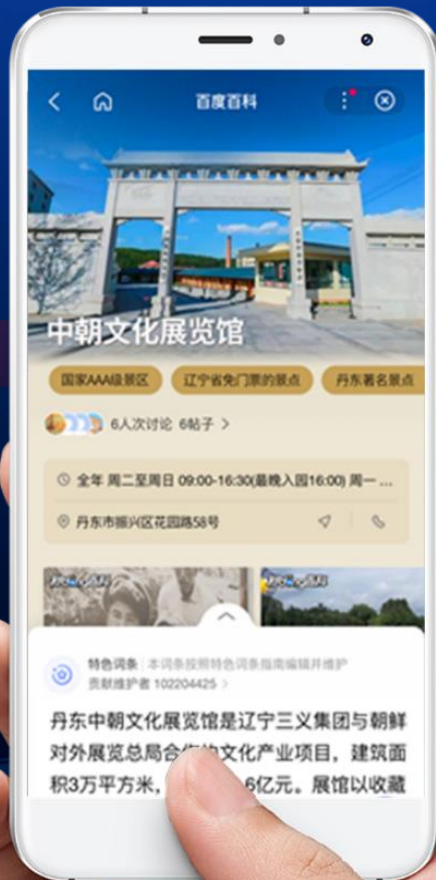 百度百科
中朝文化展览馆
国家AAA级景区 辽宁省免门票的景点 丹东著名景点
6人次讨论 6帖子 >
全年 周二至周日 09:00-16:30(最晚入园16:00) 周一 ...
丹东市振兴区花园路58号
特色词条 本词条按照特色词条指南编辑并维护
贡献维护者 102204425 >
丹东中朝文化展览馆是辽宁三义集团与朝鲜
对外展览总局合作的文化产业项目,建筑面
积3万平方米, 6亿元。展馆以收藏